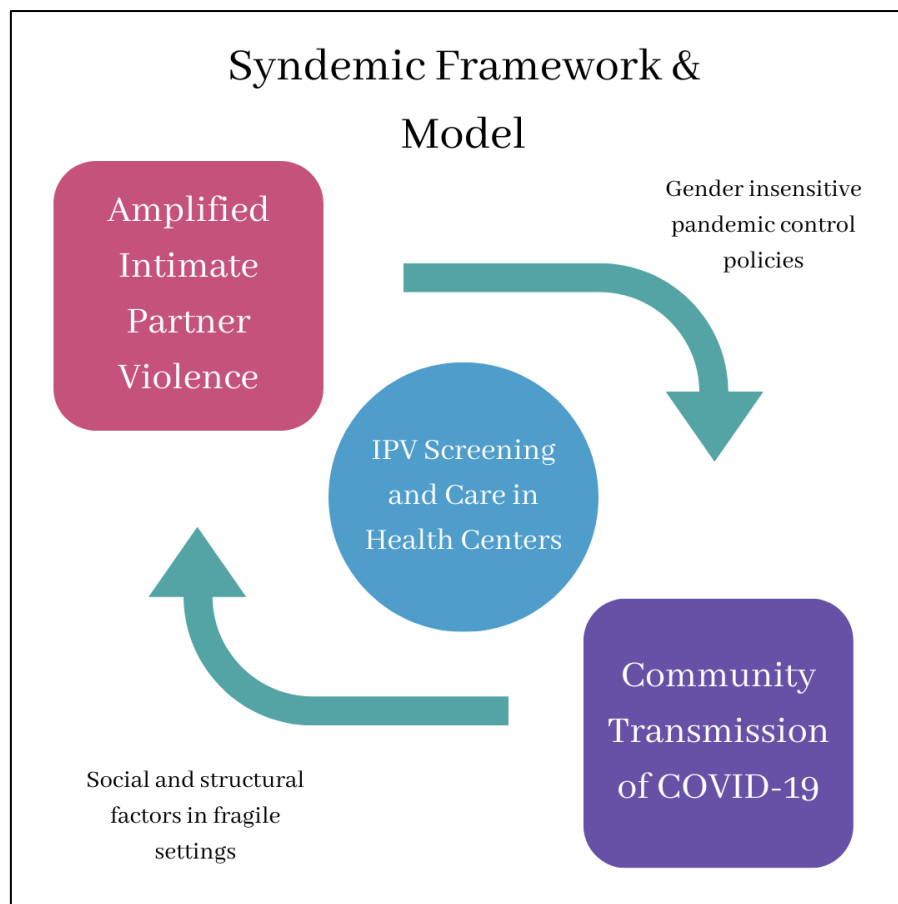 Syndemic Framework &
Model
Amplified
Intimate
Partner
Violence
Gender insensitive
pandemic control
policies
IPV Screening
and Care in
Health Centers
Community
Transmission
of COVID-19
Social and structural
factors in fragile
settings